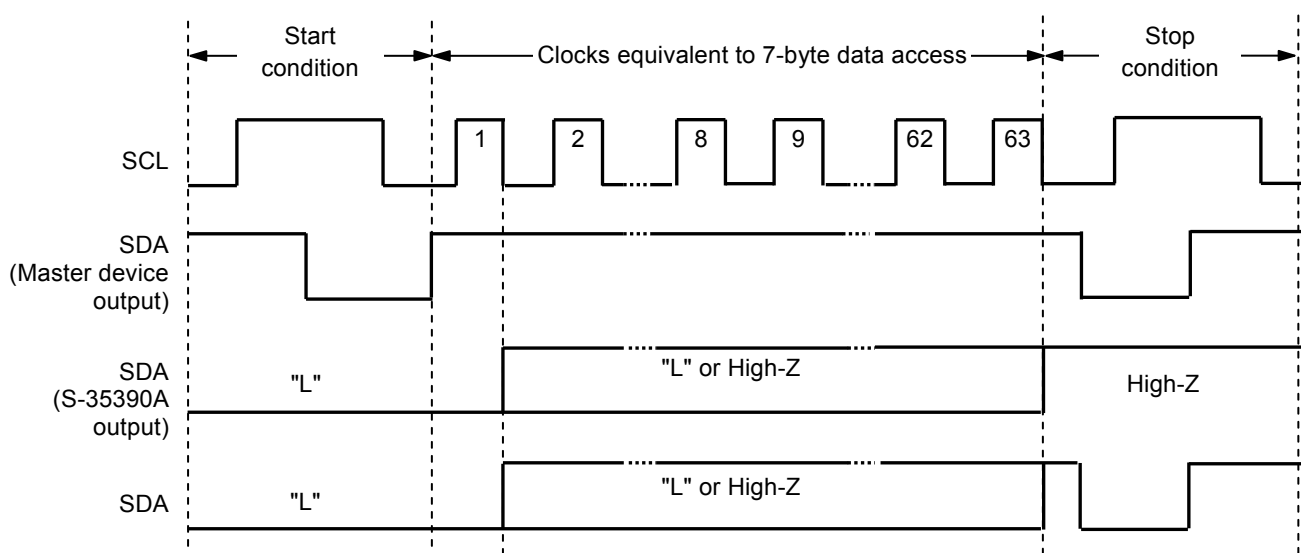 Start
condition
Clocks equivalent to 7-byte data access
Stop
condition
SCL
1
2
8
9
62
63
SDA
(Master device
output)
SDA
(S-35390A
output)
"L"
"L" or High-Z
High-Z
SDA
"L"
"L" or High-Z